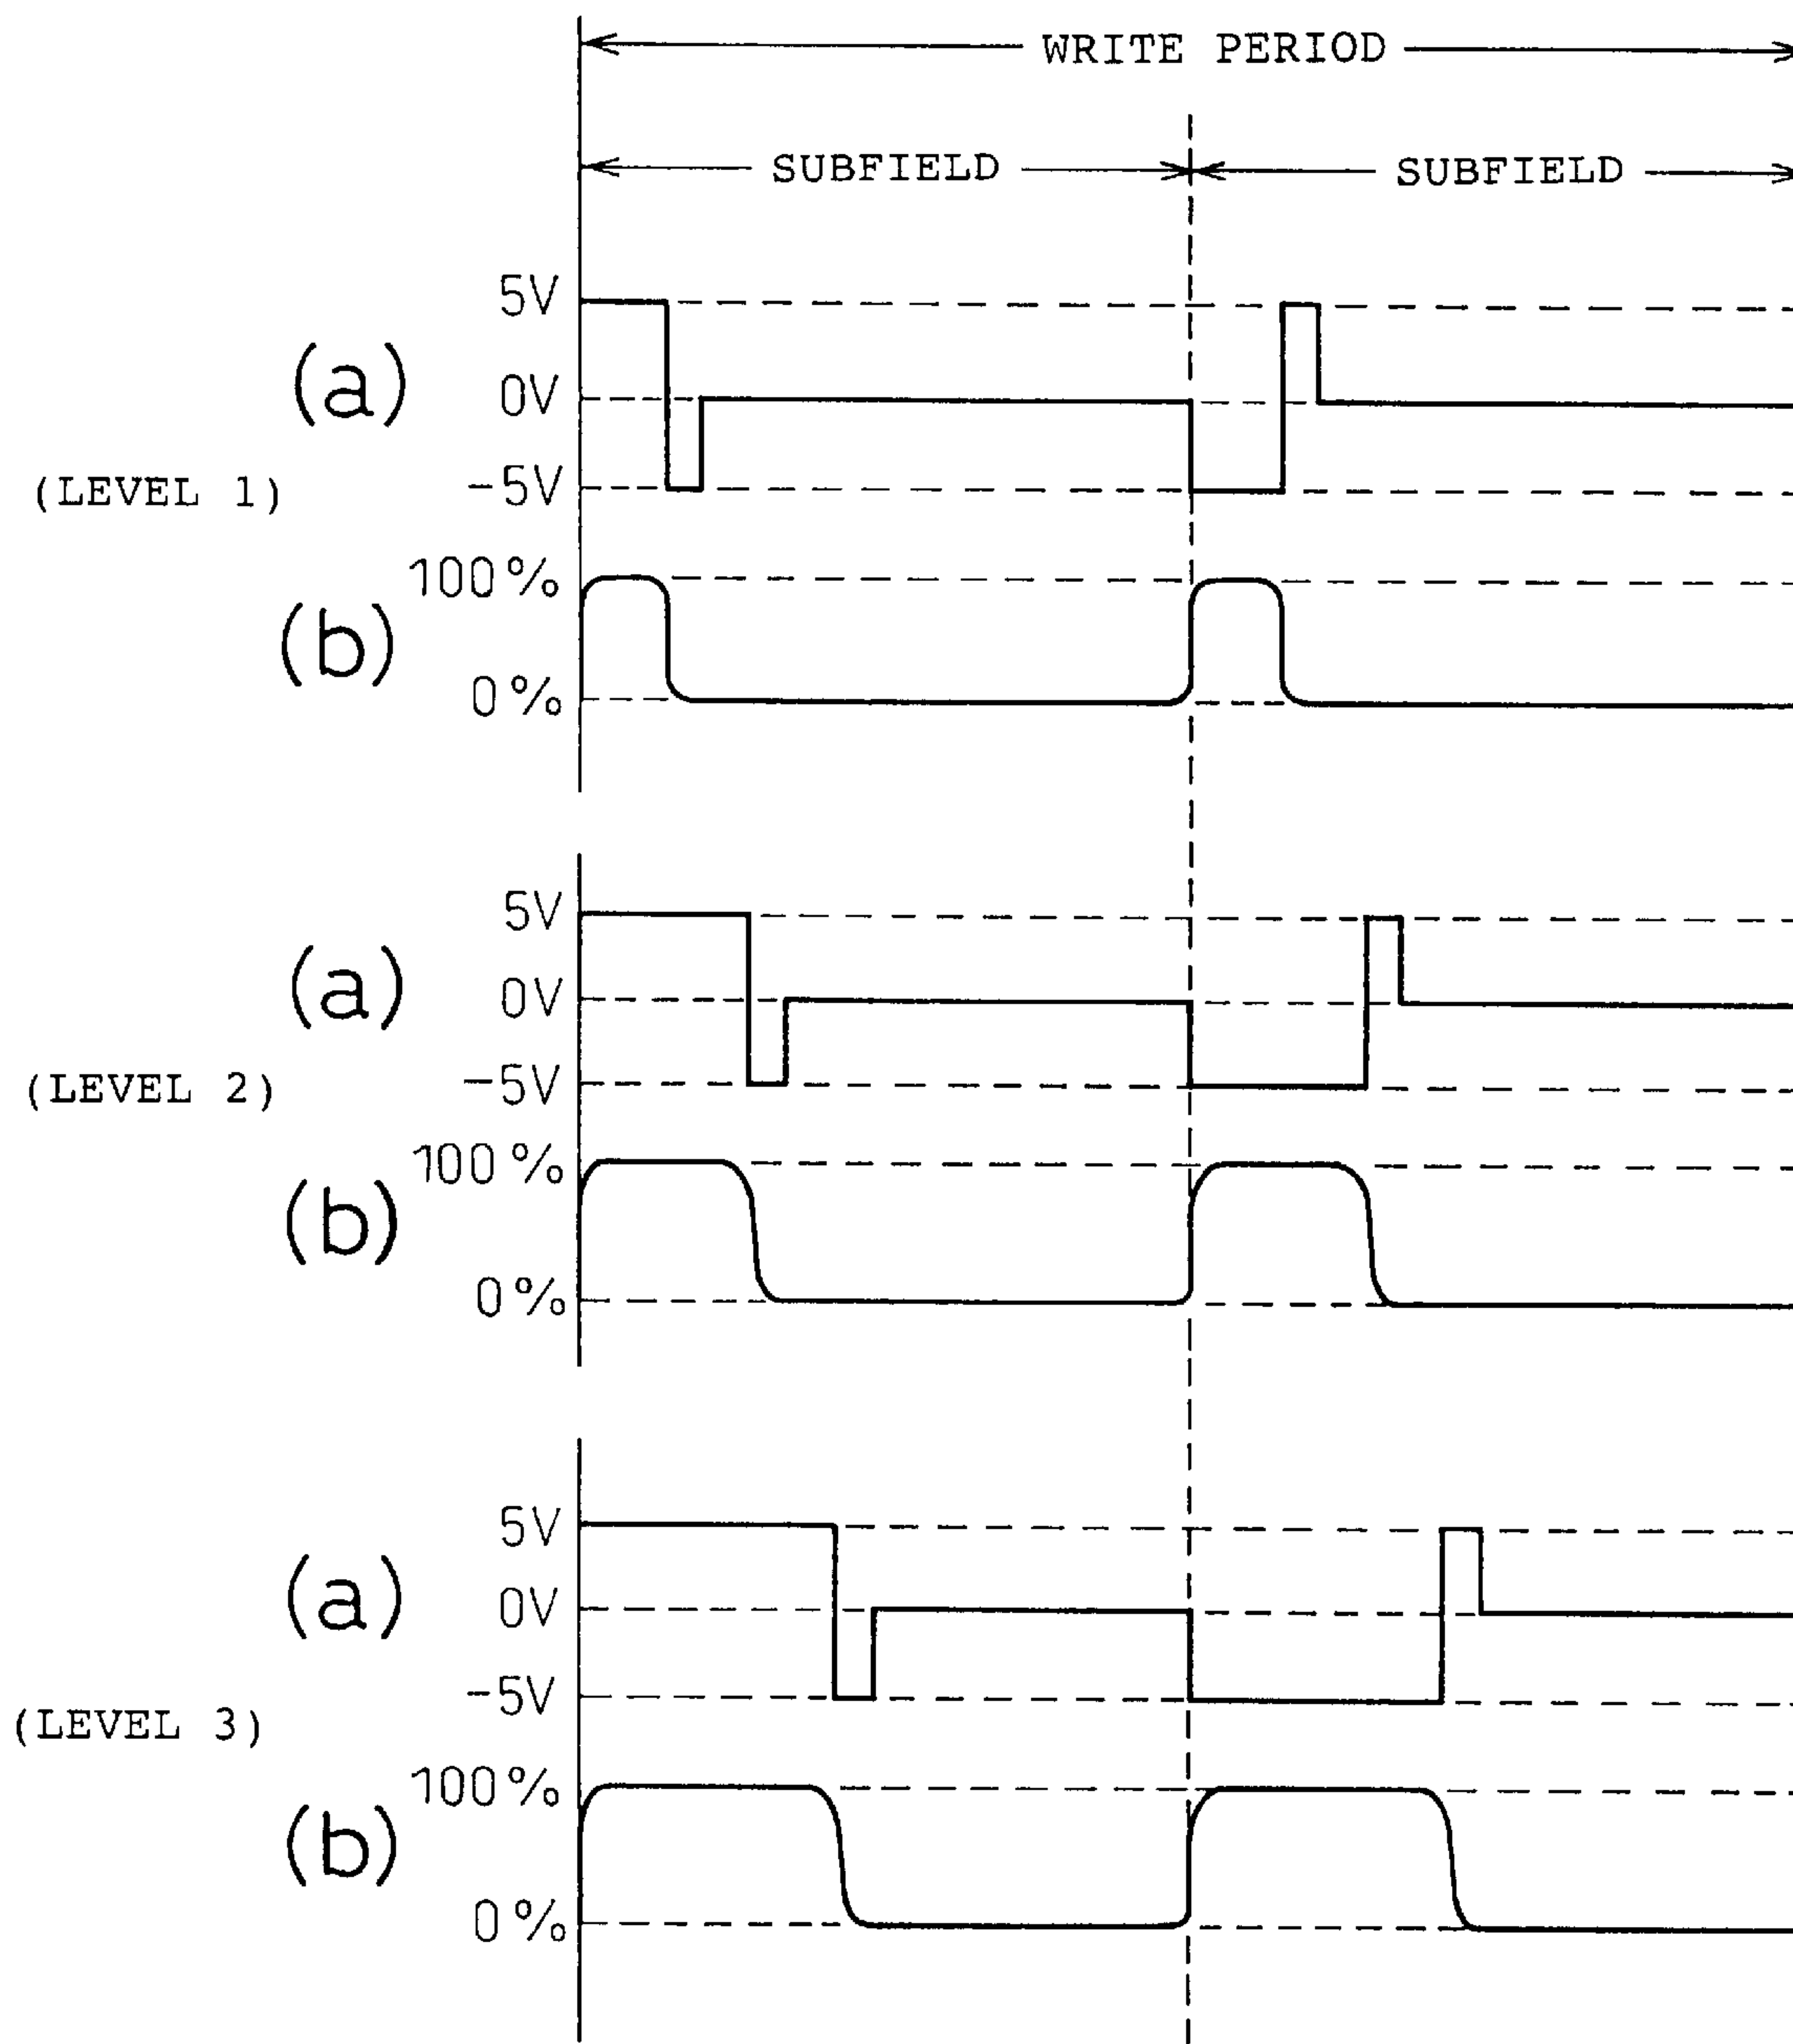 WRITE PERIOD
SUBFIELD SUBFIELD
5V
(a)
0V
(LEVEL 1)
-5V
100%
(b)
0%
5V
(a)
0V
(LEVEL 2)
-5V
100%
(b)
0%
5V
(a)
0V
-5V
(LEVEL 3)
100%
(b)
0%